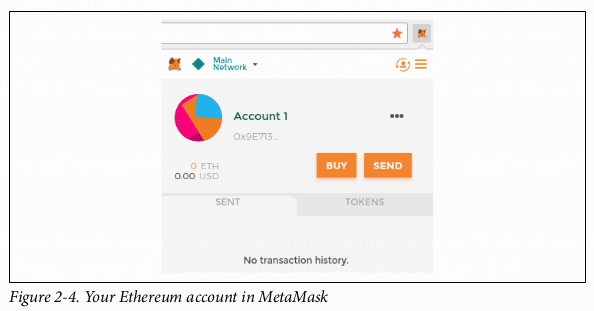 Main
Network
Account 1
0x9E713...
0 ETH
0.00 USD
BUY
SEND
SENT
TOKENS
No transaction history.
Figure 2-4. Your Ethereum account in MetaMask